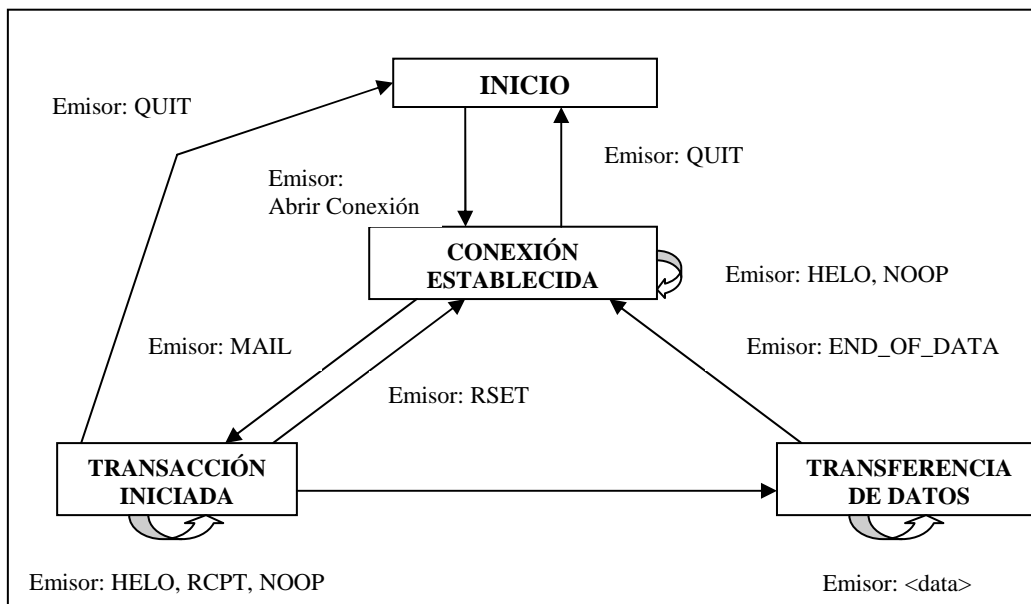 INICIO
Emisor: QUIT
Emisor: QUIT
Emisor:
Abrir Conexión
CONEXIÓN
ESTABLECIDA
Emisor: HELO, NOOP
Emisor: MAIL
Emisor: END_OF_DATA
Emisor: RSET
TRANSACCIÓN
INICIADA
TRANSFERENCIA
DE DATOS
Emisor: HELO, RCPT, NOOP
Emisor: <data>